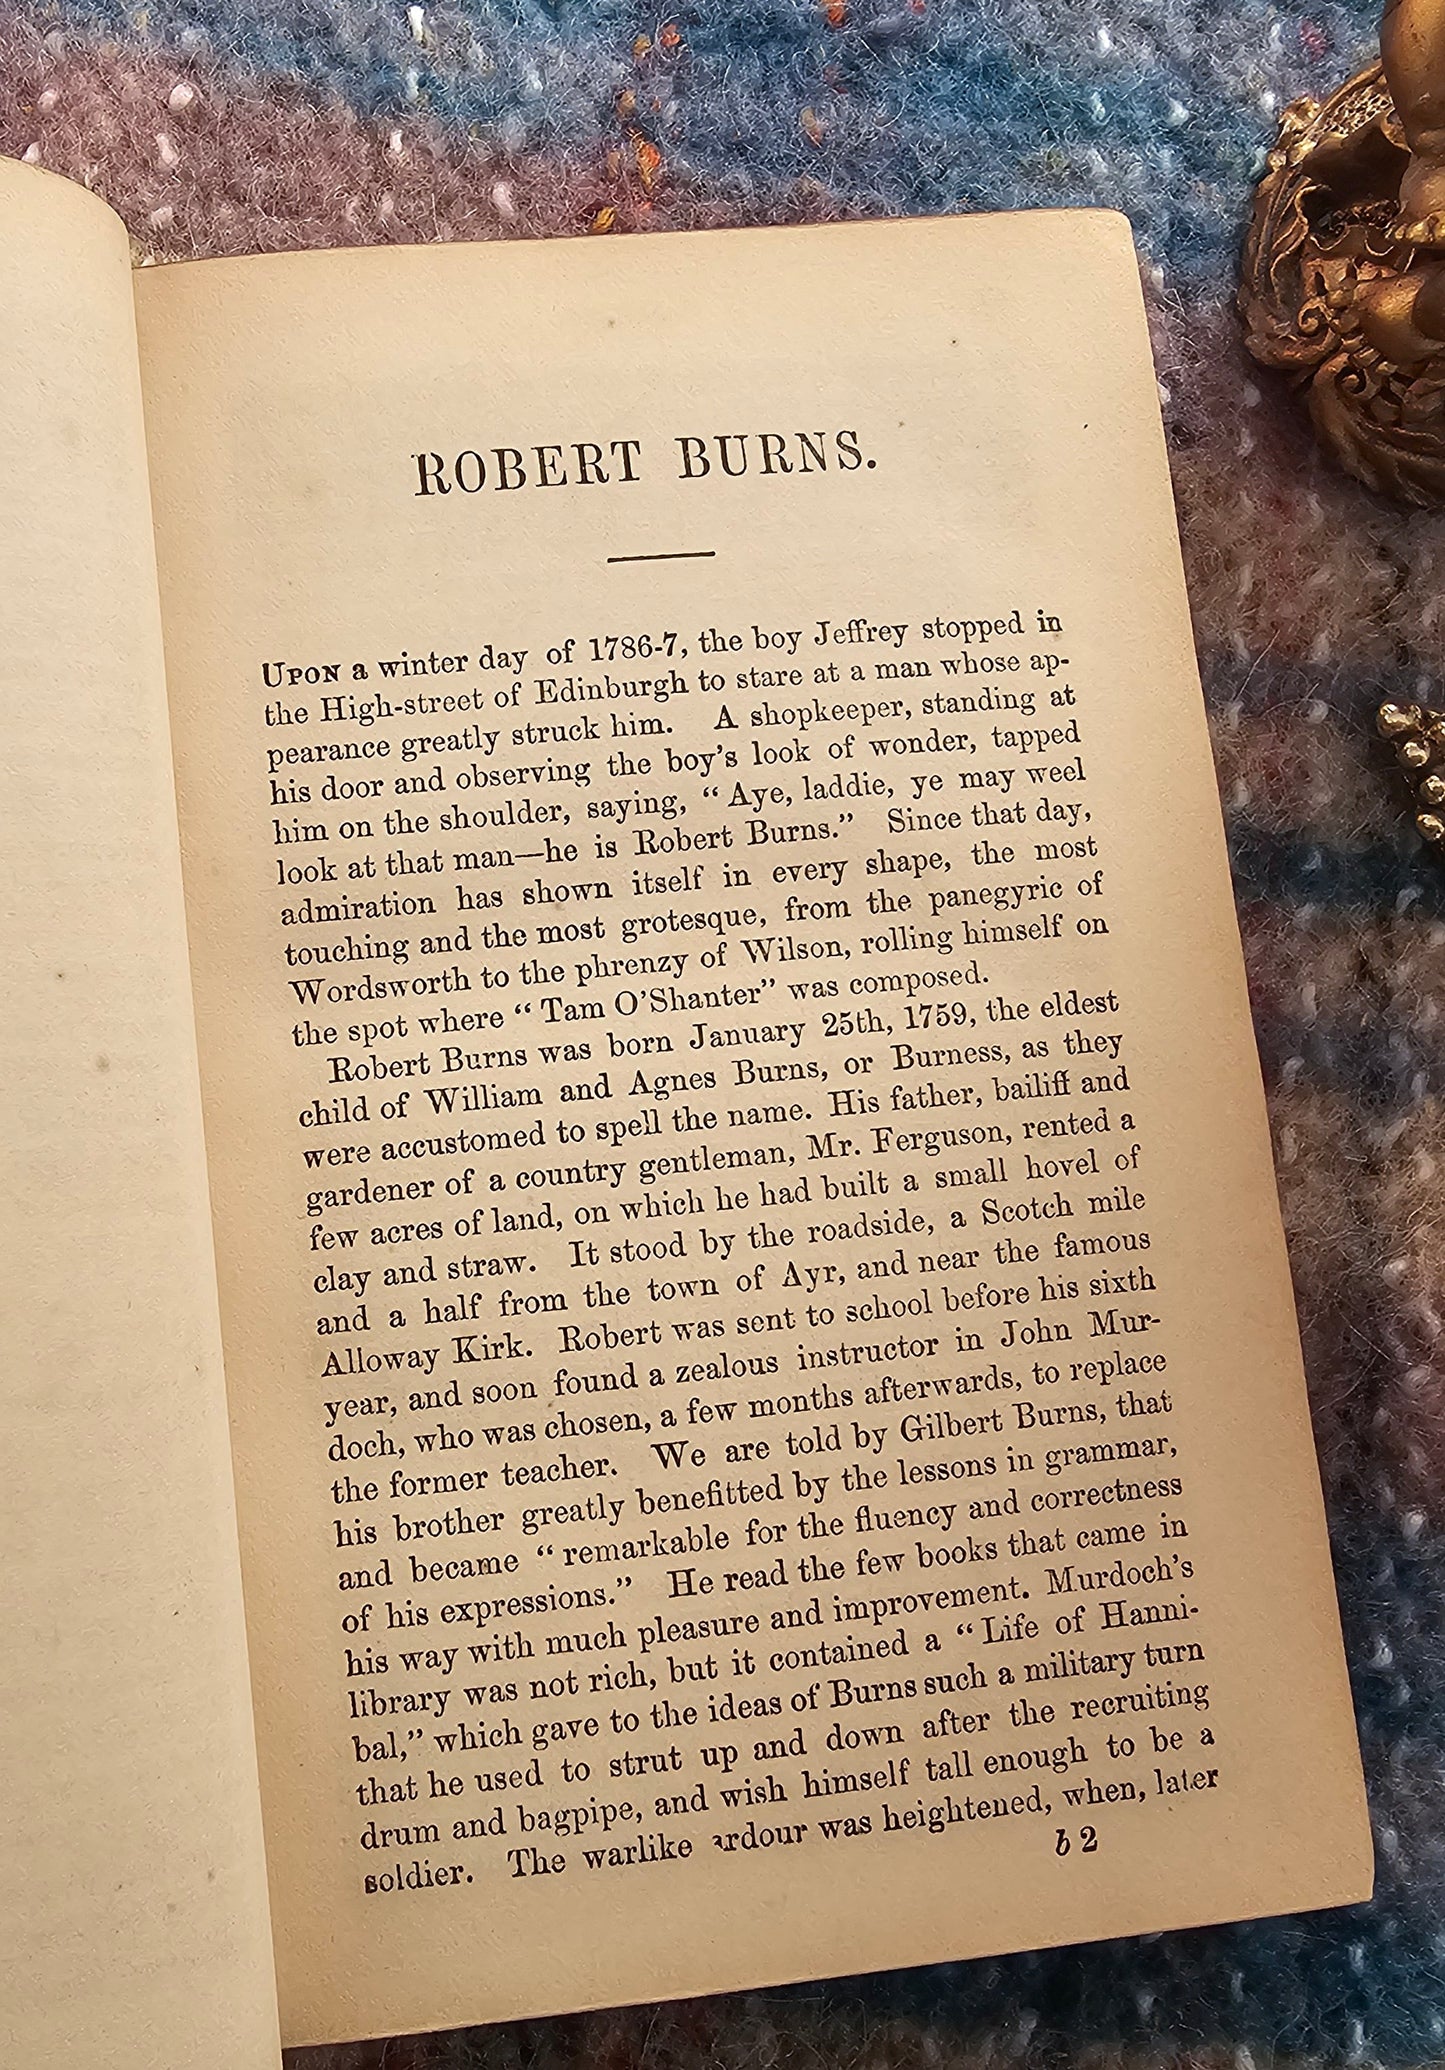 ROBERT BURNS.
UPON a winter day of 1786-7, the boy Jeffrey stopped in
the High-street of Edinburgh to stare at a man whose ap-
pearance greatly struck him. A shopkeeper, standing at
his door and observing the boy's look of wonder, tapped
him on the shoulder, saying, "Aye, laddie, ye may weel
look at that man—he is Robert Burns." Since that day,
admiration has shown itself in every shape, the most
touching and the most grotesque, from the panegyric of
Wordsworth to the phrenzy of Wilson, rolling himself on
the spot where "Tam O'Shanter" was composed.
Robert Burns was born January 25th, 1759, the eldest
child of William and Agnes Burns, or Burness, as they
were accustomed to spell the name. His father, bailiff and
gardener of a country gentleman, Mr. Ferguson, rented a
few acres of land, on which he had built a small hovel of
clay and straw. It stood by the roadside, a Scotch mile
and a half from the town of Ayr, and near the famous
Alloway Kirk. Robert was sent to school before his sixth
year, and soon found a zealous instructor in John Mur-
doch, who was chosen, a few months afterwards, to replace
the former teacher. We are told by Gilbert Burns, that
his brother greatly benefitted by the lessons in grammar,
and became "remarkable for the fluency and correctness
of his expressions." He read the few books that came in
his way with much pleasure and improvement. Murdoch's
library was not rich, but it contained a "Life of Hanni-
bal," which gave to the ideas of Burns such a military turn
that he used to strut up and down after the recruiting
drum and bagpipe, and wish himself tall enough to be a
soldier. The warlike ardour was heightened, when, later
b 2